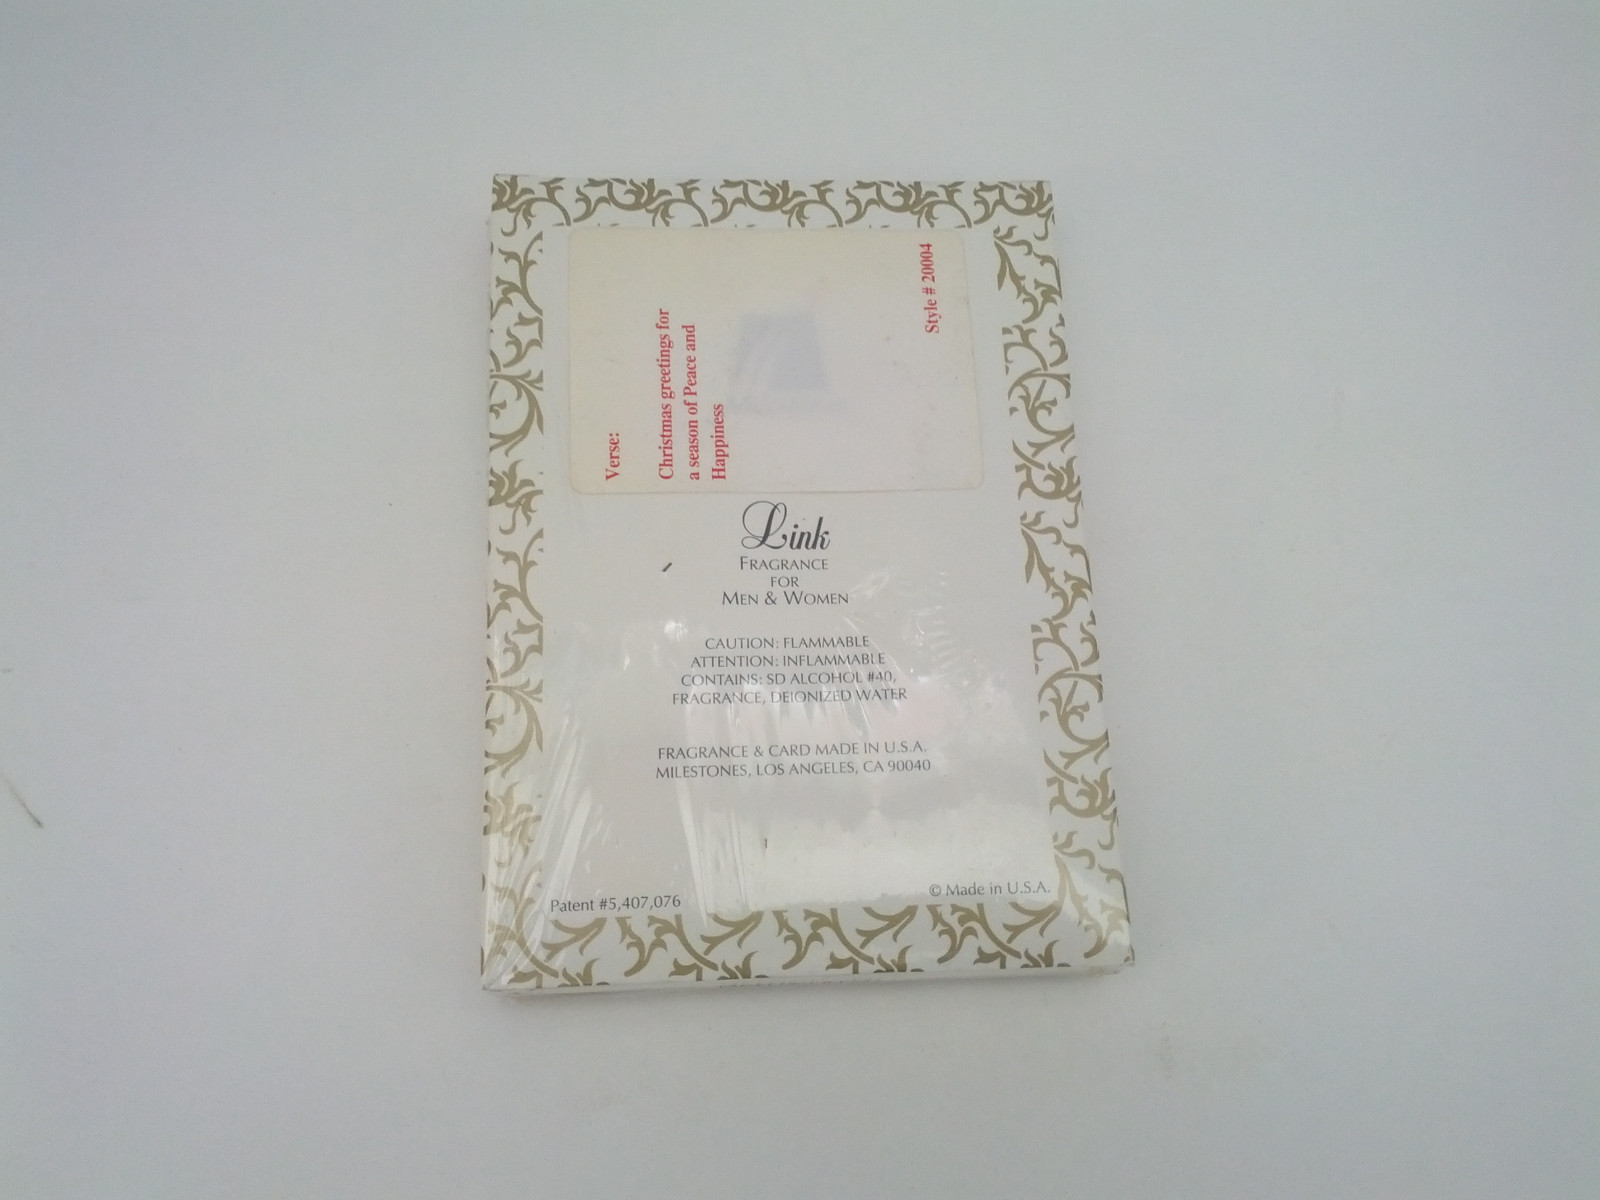 Verse:
Christmas greetings for
a season of Peace and
Happiness
Style # 20004
Link
FRAGRANCE
FOR
MEN & WOMEN
CAUTION: FLAMMABLE
ATTENTION: INFLAMMABLE
CONTAINS: SD ALCOHOL #40,
FRAGRANCE, DEIONIZED WATER
FRAGRANCE & CARD MADE IN U.S.A.
MILESTONES, LOS ANGELES, CA 90040
Patent #5,407,076
© Made in U.S.A.